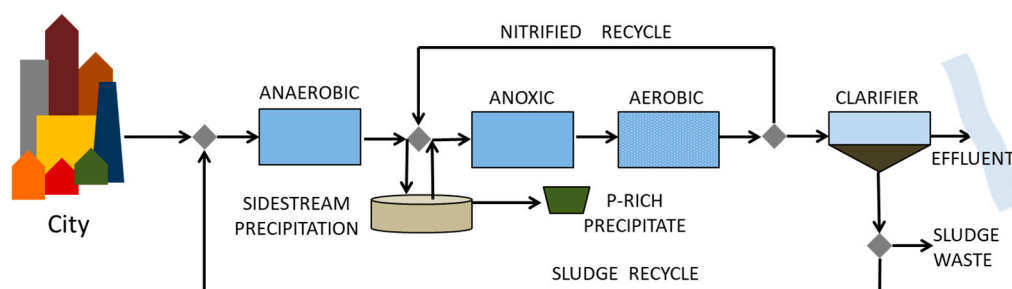 NITRIFIED RECYCLE
ANAEROBIC
ANOXIC
AEROBIC
CLARIFIER
EFFLUENT
SIDESTREAM
PRECIPITATION
P-RICH
PRECIPITATE
City
SLUDGE
WASTE
SLUDGE RECYCLE